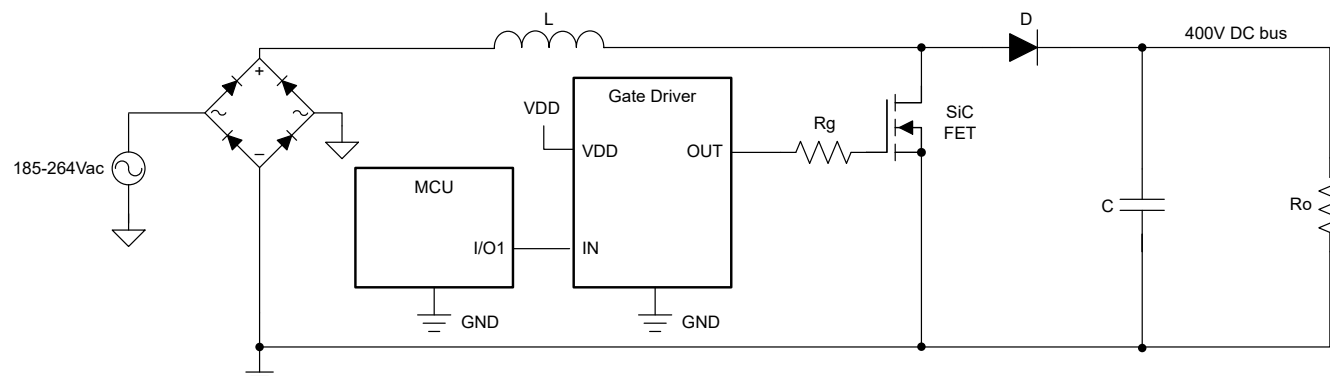 L
D
400V DC bus
Gate Driver
VDD
SiC
FET
Rg
VDD
OUT
185-264Vac
MCU
C
Ro
I/O1
IN
GND
GND
+
−